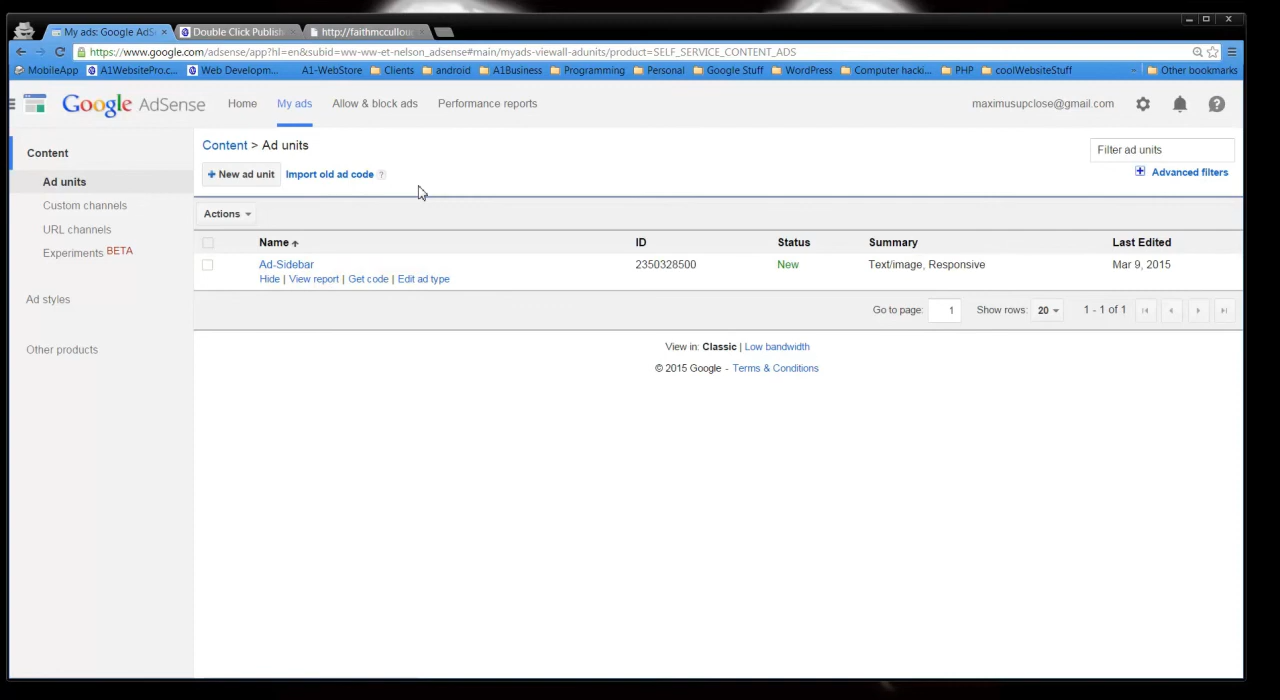 My ads: Google AdS
Double Click Publish
http://faithmccullou
https://www.google.com/adsense/app?hl=en&subid=ww-ww-et-nelson_adsense#main/myads-viewall-adunits/product=SELF_SERVICE_CONTENT_ADS
MobileApp A1WebsitePro.c... Web Developm... A1-WebStore Clients android A1Business Programming Personal Google Stuff WordPress Computer hacki... PHP coolWebsiteStuff Other bookmarks
Google AdSense Home My ads Allow & block ads Performance reports maximusupclose@gmail.com
Content
Ad units
Custom channels
URL channels
Experiments BETA
Ad styles
Other products
Content > Ad units
Filter ad units
+ New ad unit Import old ad code ?
Advanced filters
Actions
Name ID Status Summary Last Edited
Ad-Sidebar 2350328500 New Text/image, Responsive Mar 9, 2015
Hide | View report | Get code | Edit ad type
Go to page: 1 Show rows: 20 1 - 1 of 1
View in: Classic | Low bandwidth
© 2015 Google - Terms & Conditions